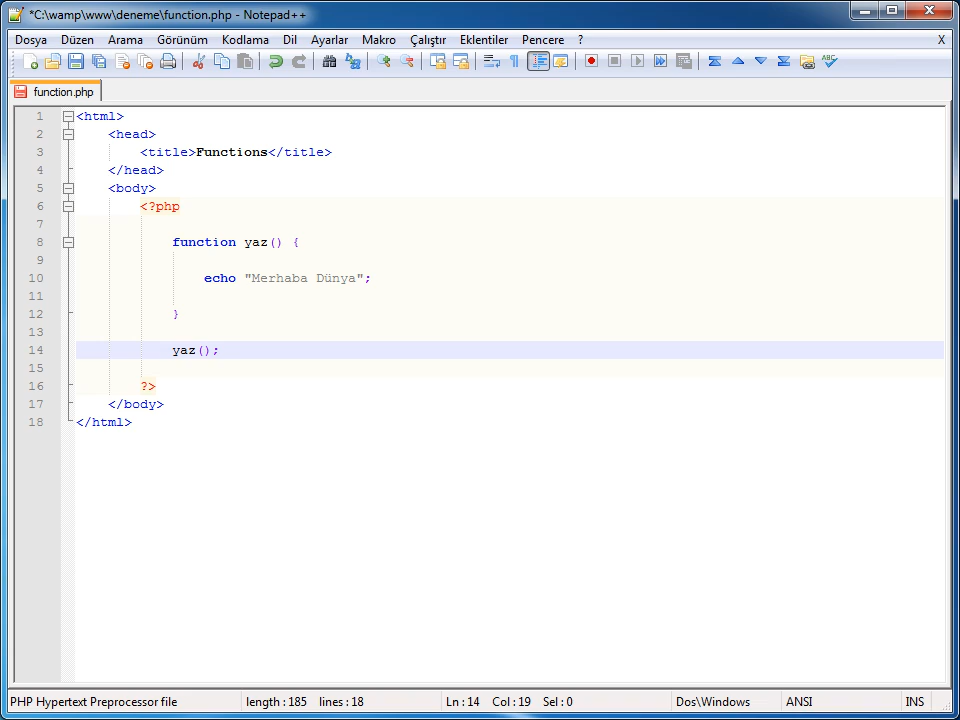 *C:\wamp\www\deneme\function.php - Notepad++
Dosya Düzen Arama Görünüm Kodlama Dil Ayarlar Makro Çalıştır Eklentiler Pencere ? X
function.php
1 <html>
2 <head>
3 <title>Functions</title>
4 </head>
5 <body>
6 <?php
7
8 function yaz() {
9
10 echo "Merhaba Dünya";
11
12 }
13
14 yaz();
15
16 ?>
17 </body>
18 </html>
PHP Hypertext Preprocessor file length : 185 lines : 18 Ln : 14 Col : 19 Sel : 0 Dos\Windows ANSI INS